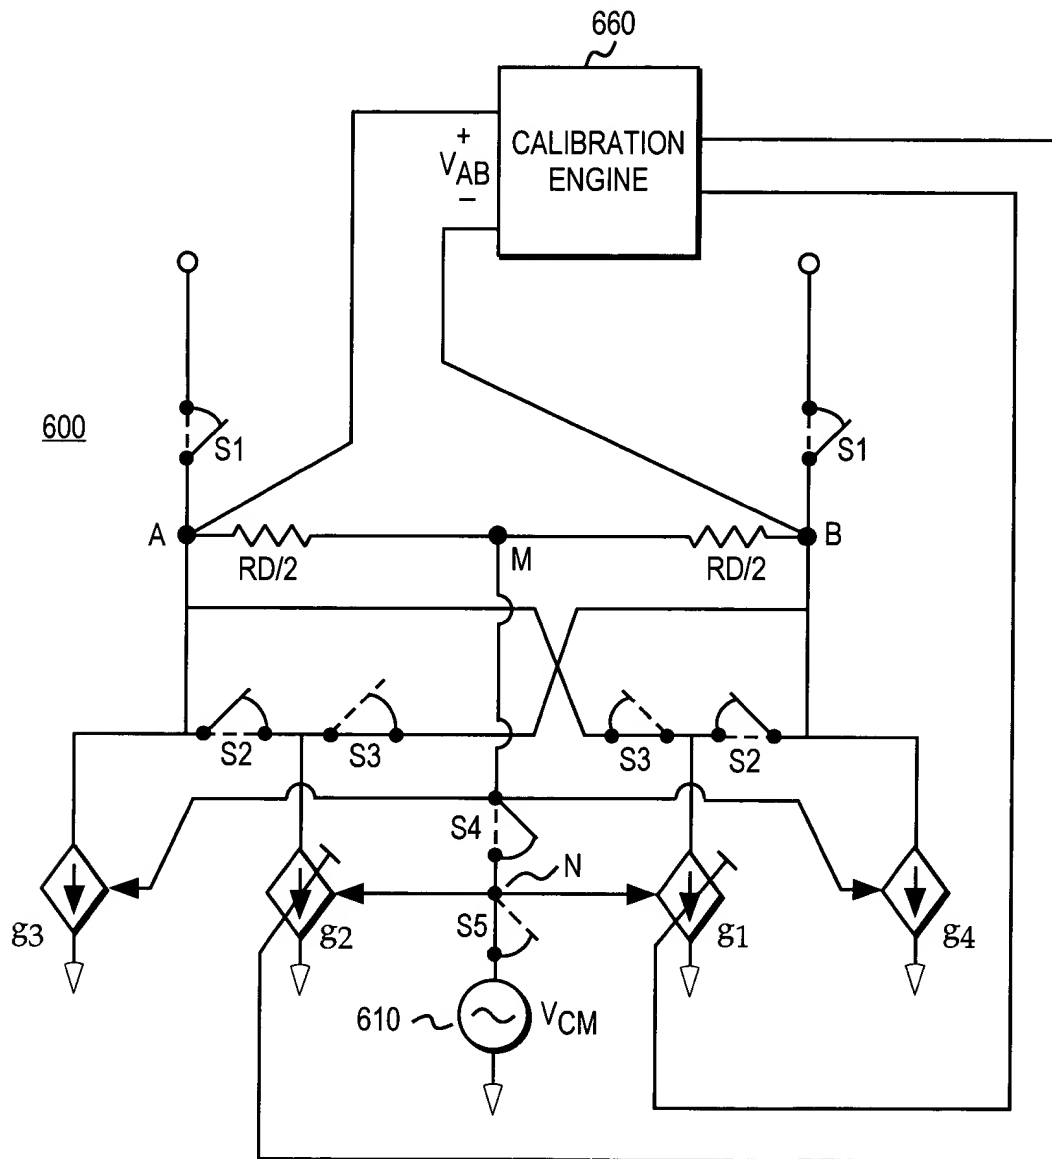 660
CALIBRATION
ENGINE
+
VAB
−
600
S1
S1
A
B
M
RD/2
RD/2
S2
S3
S3
S2
S4
N
S5
g3
g2
g1
g4
610
VCM